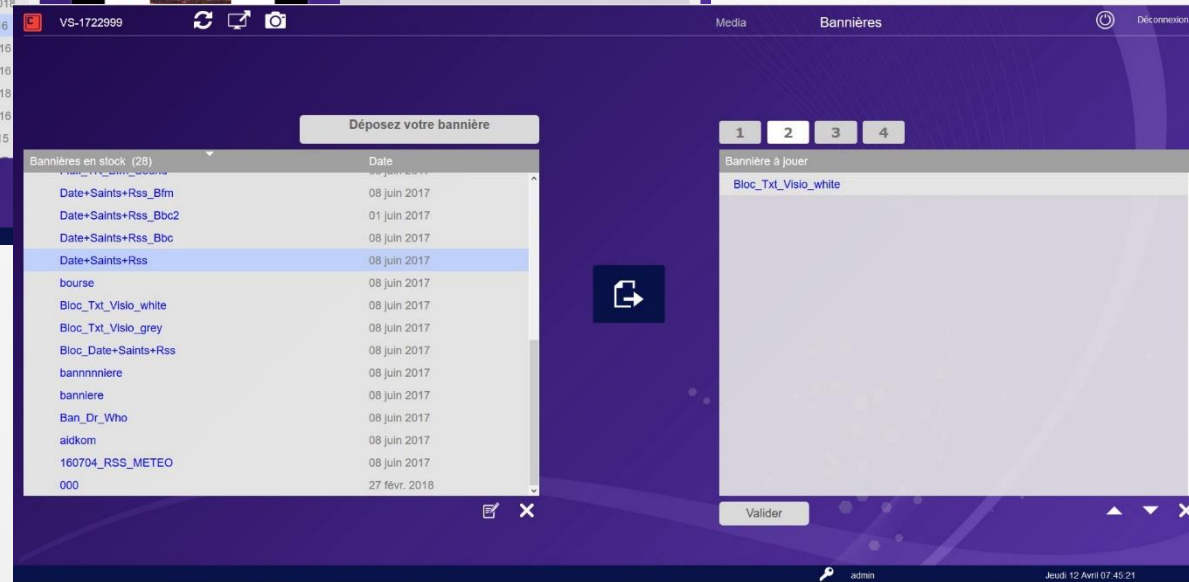 VS-1722999
Media Bannières Déconnexion
Déposez votre bannière
1 2 3 4
Bannières en stock (28) Date
Bannière à jouer
Date+Saints+Rss_Bfm 08 juin 2017
Bloc_Txt_Visio_white
Date+Saints+Rss_Bbc2 01 juin 2017
Date+Saints+Rss_Bbc 08 juin 2017
Date+Saints+Rss 08 juin 2017
bourse 08 juin 2017
Bloc_Txt_Visio_white 08 juin 2017
Bloc_Txt_Visio_grey 08 juin 2017
Bloc_Date+Saints+Rss 08 juin 2017
bannnnniere 08 juin 2017
banniere 08 juin 2017
Ban_Dr_Who 08 juin 2017
aidkom 08 juin 2017
160704_RSS_METEO 08 juin 2017
000 27 févr. 2018
Valider
admin
Jeudi 12 Avril 07:45:21